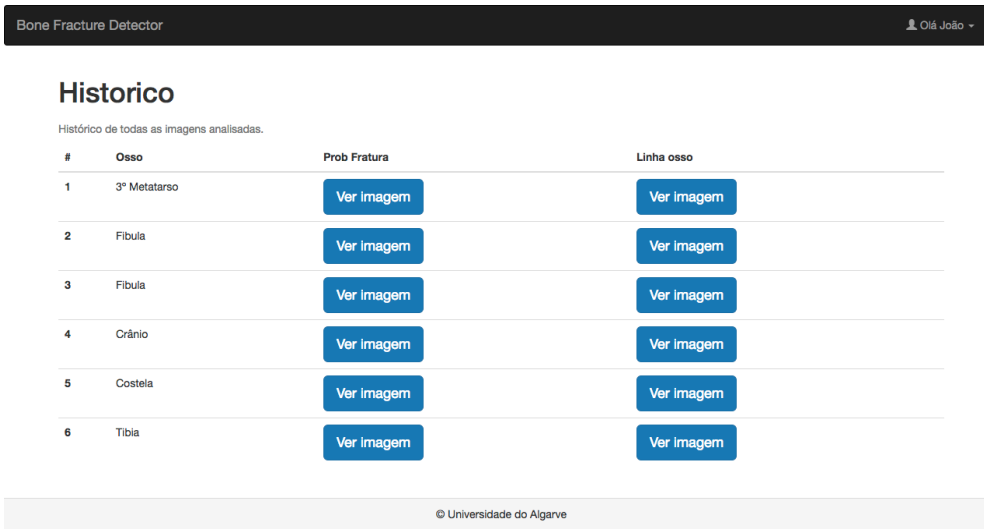 Bone Fracture Detector Olá João
Historico
Histórico de todas as imagens analisadas.
# Osso Prob Fratura Linha osso
1 3º Metatarso Ver imagem Ver imagem
2 Fibula Ver imagem Ver imagem
3 Fibula Ver imagem Ver imagem
4 Crânio Ver imagem Ver imagem
5 Costela Ver imagem Ver imagem
6 Tibia Ver imagem Ver imagem
© Universidade do Algarve